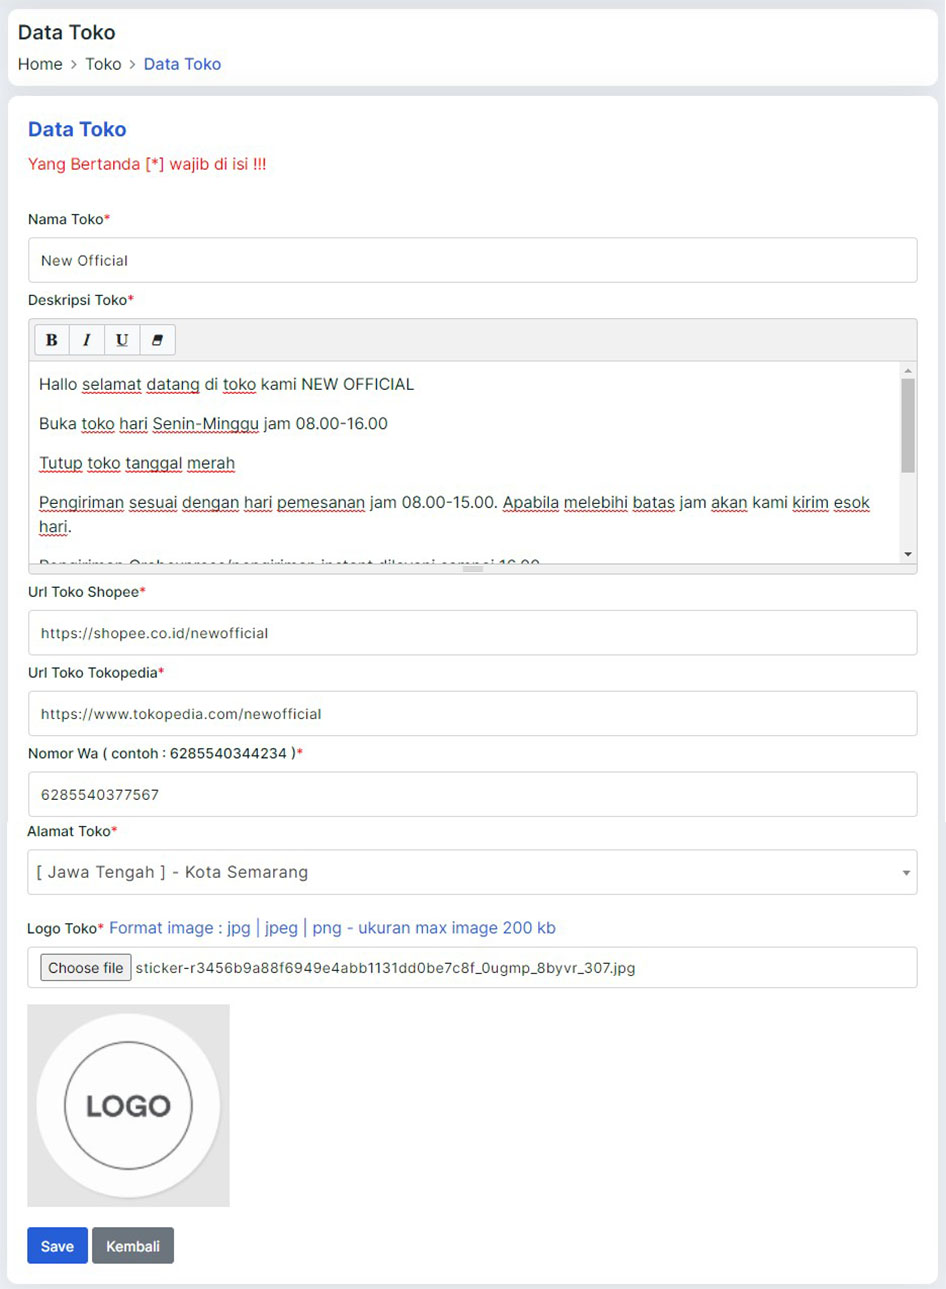 Data Toko
Home > Toko > Data Toko
Data Toko
Yang Bertanda [*] wajib di isi !!!
Nama Toko*
New Official
Deskripsi Toko*
B I U
Hallo selamat datang di toko kami NEW OFFICIAL
Buka toko hari Senin-Minggu jam 08.00-16.00
Tutup toko tanggal merah
Pengiriman sesuai dengan hari pemesanan jam 08.00-15.00. Apabila melebihi batas jam akan kami kirim esok
hari.
Url Toko Shopee*
https://shopee.co.id/newofficial
Url Toko Tokopedia*
https://www.tokopedia.com/newofficial
Nomor Wa ( contoh : 6285540344234 )*
6285540377567
Alamat Toko*
[ Jawa Tengah ] - Kota Semarang
Logo Toko* Format image : jpg | jpeg | png - ukuran max image 200 kb
Choose file sticker-r3456b9a88f6949e4abb1131dd0be7c8f_0ugmp_8byvr_307.jpg
LOGO
Save Kembali